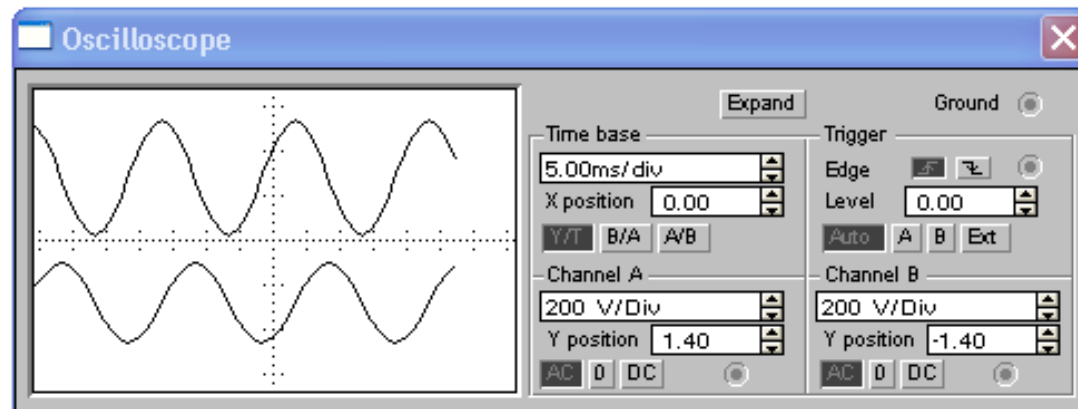 Oscilloscope
Expand
Ground
Time base
5.00ms/div
X position 0.00
Y/T B/A A/B
Trigger
Edge
Level 0.00
Auto A B Ext
Channel A
200 V/Div
Y position 1.40
AC 0 DC
Channel B
200 V/Div
Y position -1.40
AC 0 DC